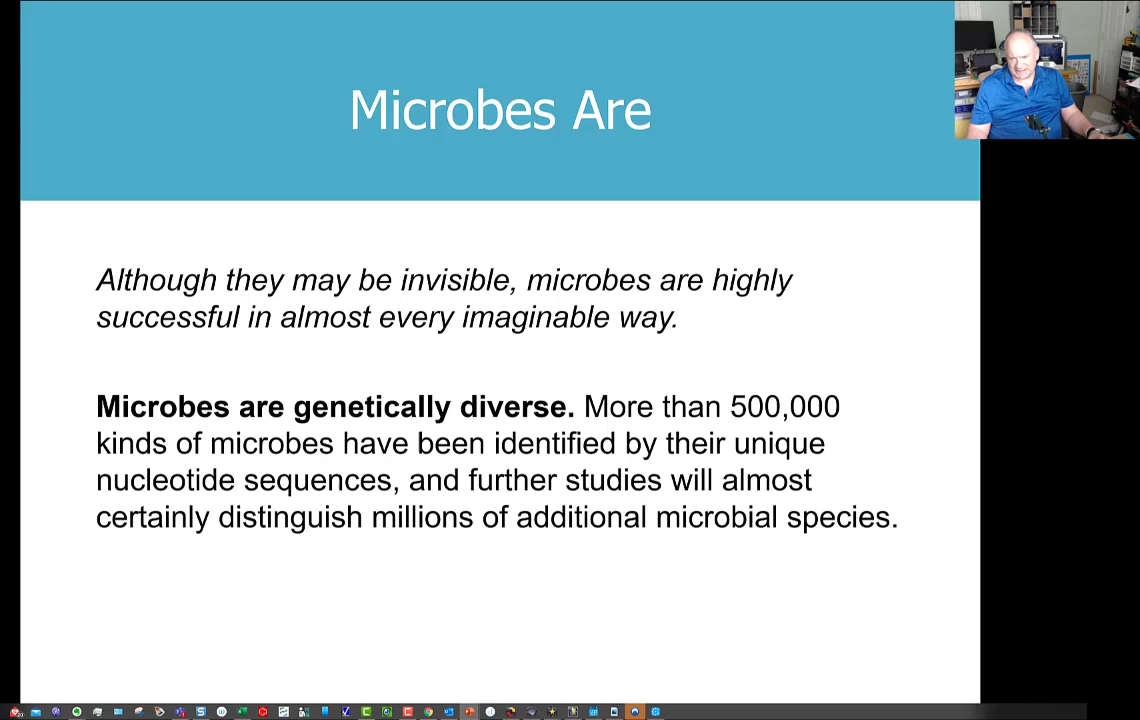 Microbes Are
Although they may be invisible, microbes are highly
successful in almost every imaginable way.
Microbes are genetically diverse. More than 500,000
kinds of microbes have been identified by their unique
nucleotide sequences, and further studies will almost
certainly distinguish millions of additional microbial species.